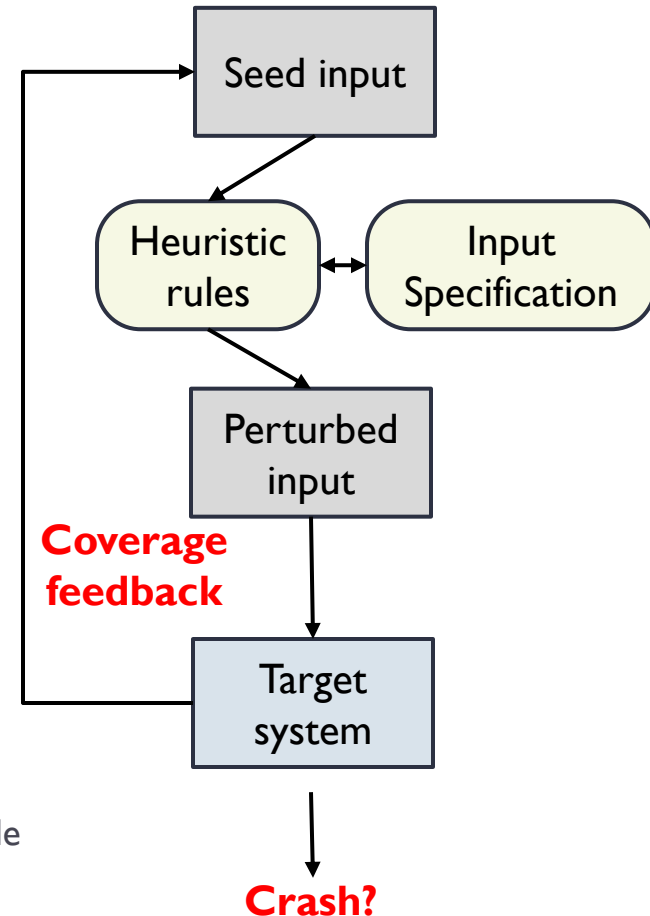 Seed input
Heuristic
rules
Input
Specification
Perturbed
input
Coverage
feedback
Target
system
Crash?